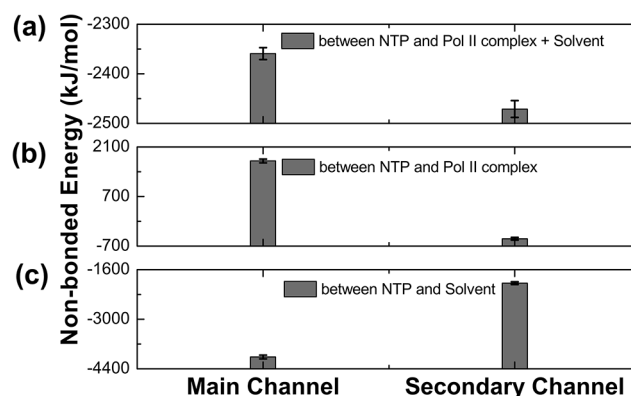 (a)
-2300
-2400
-2500
between NTP and Pol II complex + Solvent
(b)
2100
700
-700
between NTP and Pol II complex
(c)
-1600
-3000
-4400
between NTP and Solvent
Non-bonded Energy (kJ/mol)
Main Channel
Secondary Channel